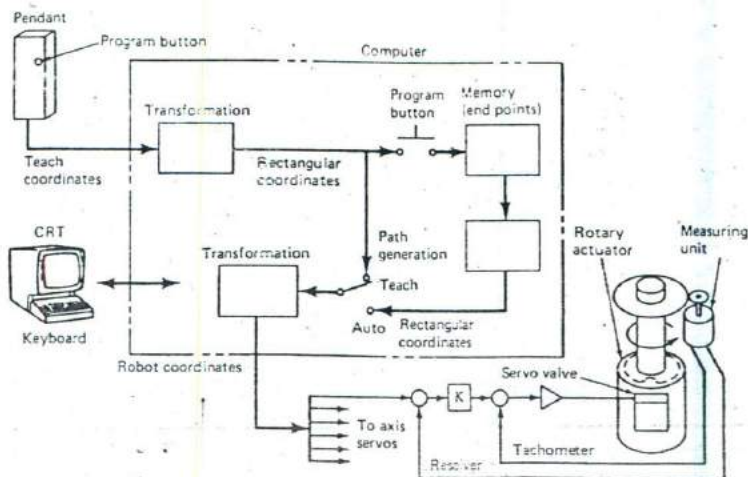 Pendant
Program button
Computer
Transformation
Program
button
Memory
(end points)
Teach
coordinates
Rectangular
coordinates
CRT
Keyboard
Transformation
Path
generation
Teach
Auto
Rectangular
coordinates
Rotary
actuator
Measuring
unit
Robot coordinates
Servo valve
K
To axis
servos
Tachometer
Resolver